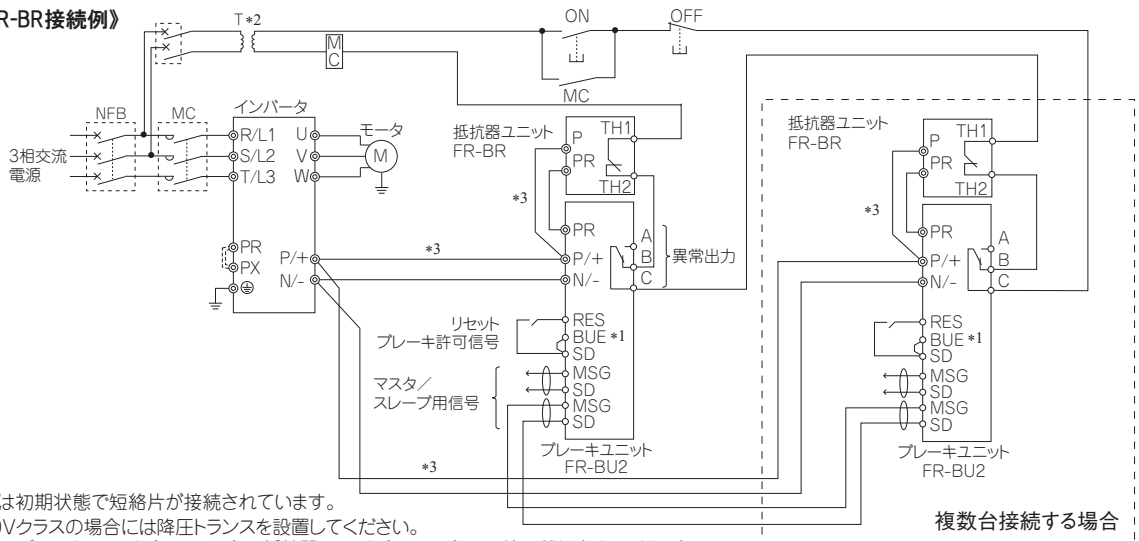 R-BR接続例》
T *2
MC
ON
OFF
MC
NFB
MC
インバータ
3相交流
電源
R/L1
S/L2
T/L3
U
V
W
モータ
M
PR
PX
P/+
N/-
*3
*3
抵抗器ユニット
FR-BR
P
PR
TH1
TH2
*3
PR
P/+
N/-
A
B
C
異常出力
リセット
ブレーキ許可信号
RES
BUE *1
SD
マスタ／
スレーブ用信号
MSG
SD
MSG
SD
ブレーキユニット
FR-BU2
抵抗器ユニット
FR-BR
P
PR
TH1
TH2
*3
PR
P/+
N/-
A
B
C
RES
BUE *1
SD
MSG
SD
MSG
SD
ブレーキユニット
FR-BU2
複数台接続する場合
は初期状態で短絡片が接続されています。
Vクラスの場合には降圧トランスを設置してください。